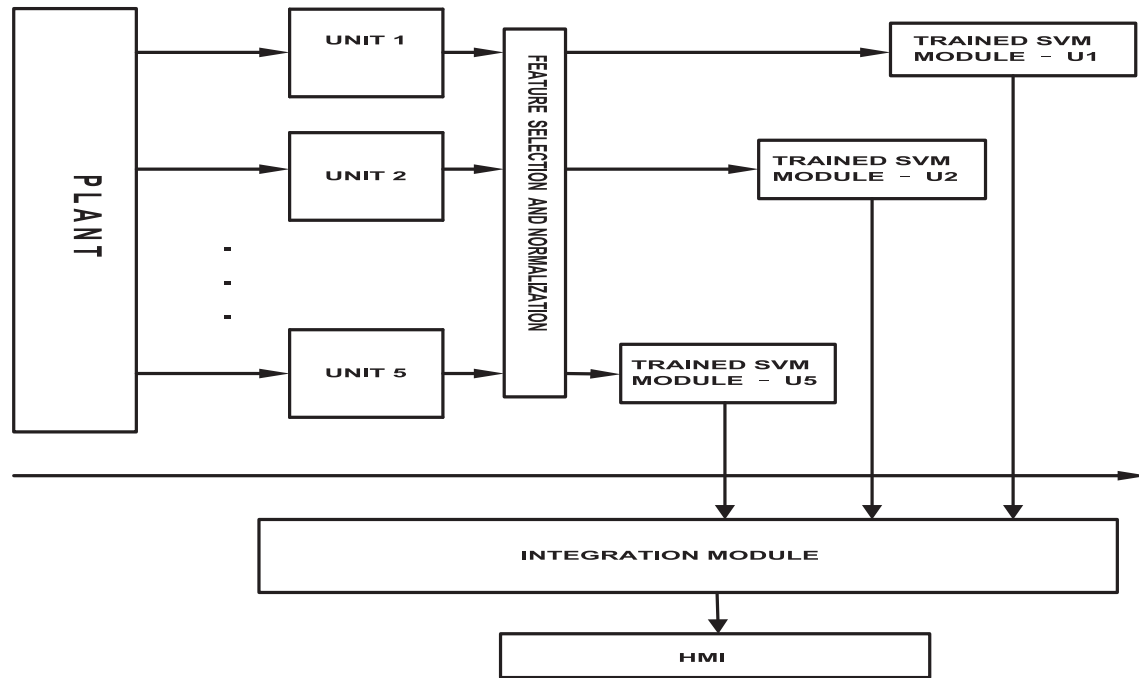 PLANT
UNIT 1
UNIT 2
UNIT 5
FEATURE SELECTION AND NORMALIZATION
TRAINED SVM
MODULE - U1
TRAINED SVM
MODULE - U2
TRAINED SVM
MODULE - U5
INTEGRATION MODULE
HMI